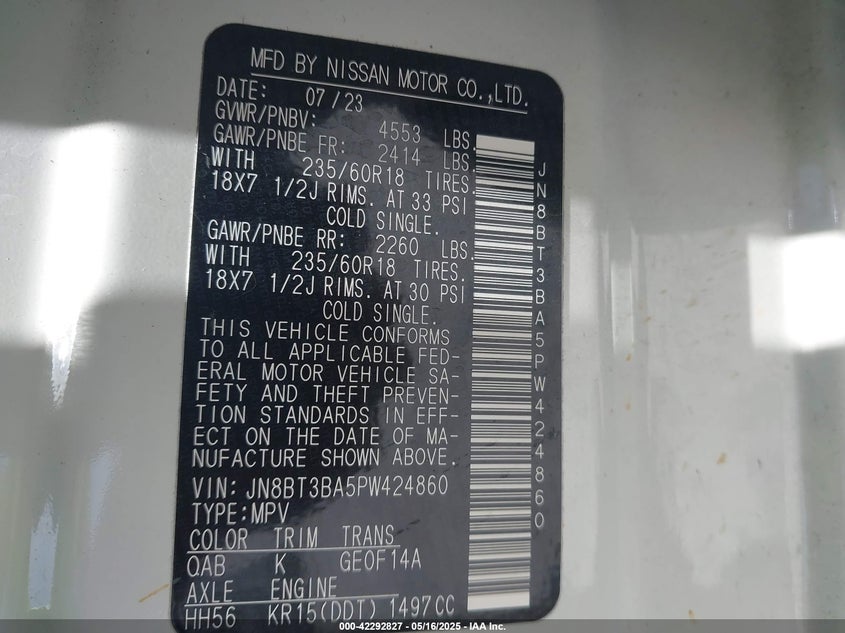 MFD BY NISSAN MOTOR CO.,LTD.
DATE: 07/23
GVWR/PNBV: 4553 LBS.
GAWR/PNBE FR: 2414 LBS.
WITH 235/60R18 TIRES.
18X7 1/2J RIMS. AT 33 PSI
COLD SINGLE.
GAWR/PNBE RR: 2260 LBS.
WITH 235/60R18 TIRES.
18X7 1/2J RIMS. AT 30 PSI
COLD SINGLE.
THIS VEHICLE CONFORMS
TO ALL APPLICABLE FED-
ERAL MOTOR VEHICLE SA-
FETY AND THEFT PREVEN-
TION STANDARDS IN EFF-
ECT ON THE DATE OF MA-
NUFACTURE SHOWN ABOVE.
VIN: JN8BT3BA5PW424860
TYPE:MPV
COLOR TRIM TRANS
QAB K GEOF14A
AXLE ENGINE
HH56 KR15(DDT) 1497CC
JN8BT3BA5PW424860
000-42292827 - 05/16/2025 - IAA Inc.